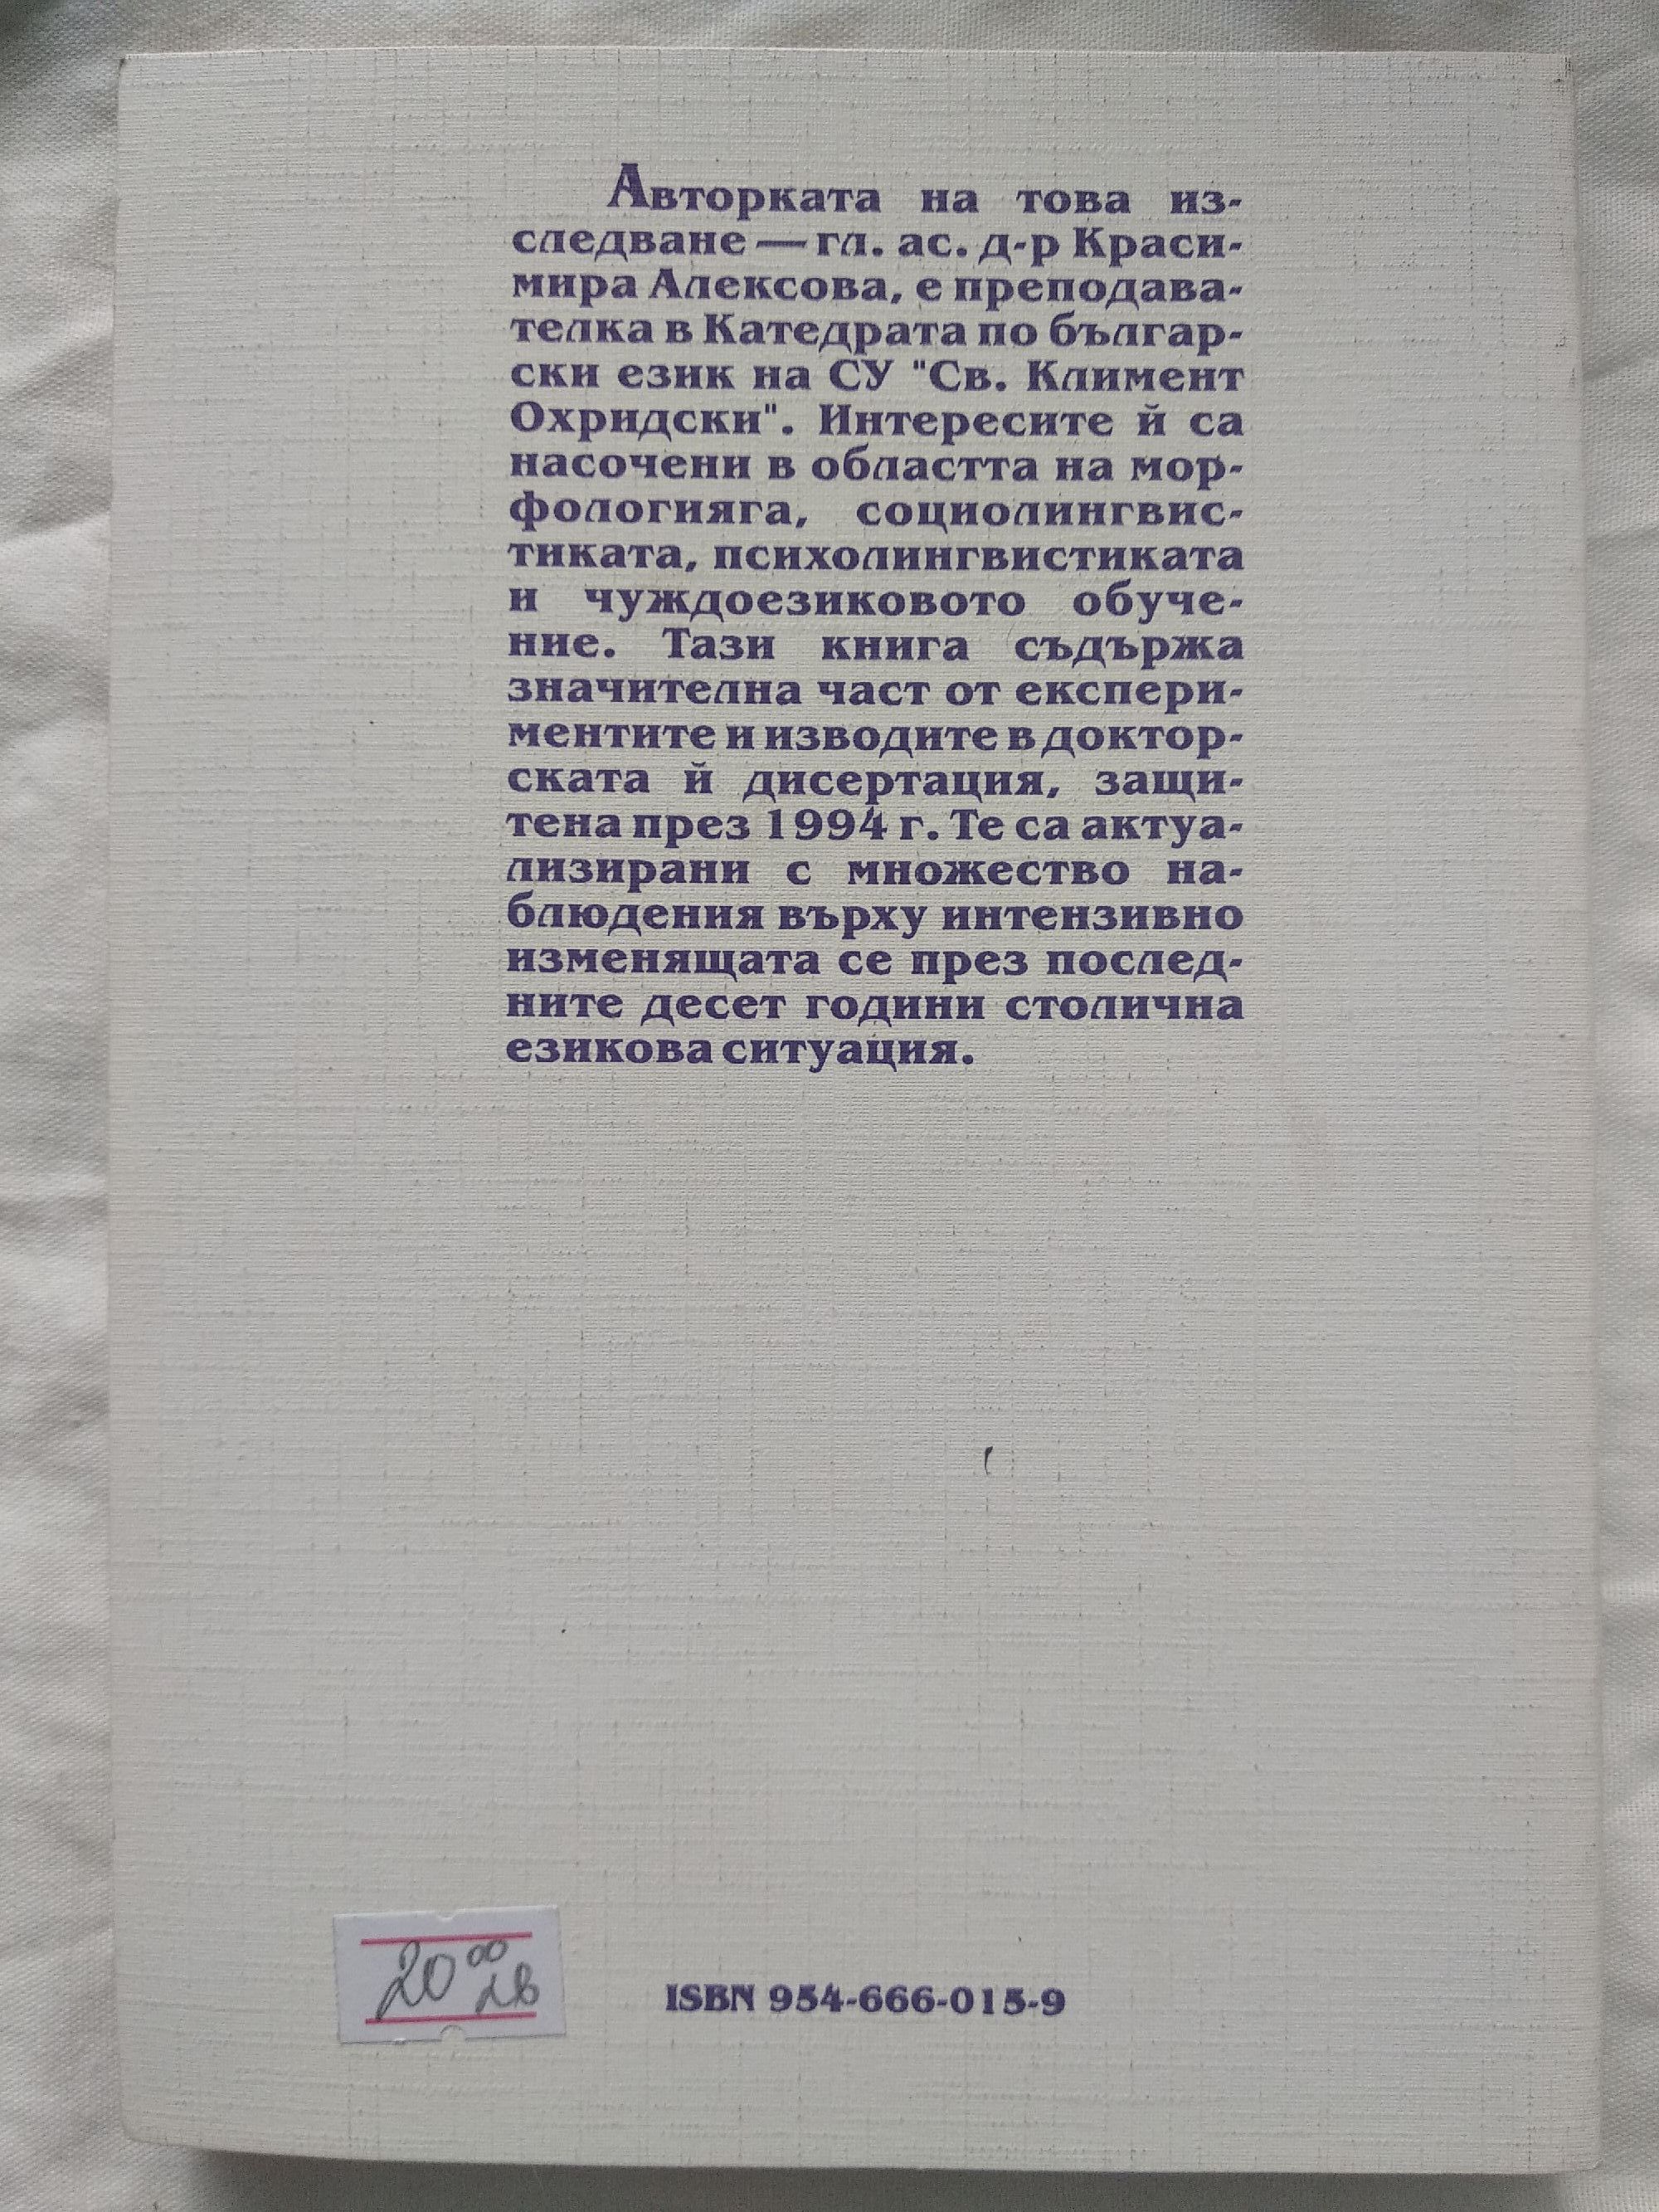 Авторката на това из-
следване — гл. ас. д-р Краси-
мира Алексова, е преподава-
телка в Катедрата по българ-
ски език на СУ "Св. Климент
Охридски". Интересите й са
насочени в областта на мор-
фологияга, социолингвис-
тиката, психолингвистиката
и чуждоезиковото обуче-
ние. Тази книга съдържа
значителна част от експери-
ментите и изводите в доктор-
ската й дисертация, защи-
тена през 1994 г. Те са актуа-
лизирани с множество на-
блюдения върху интензивно
изменящата се през послед-
ните десет години столична
езикова ситуация.
20 00 лв
ISBN 954-666-015-9